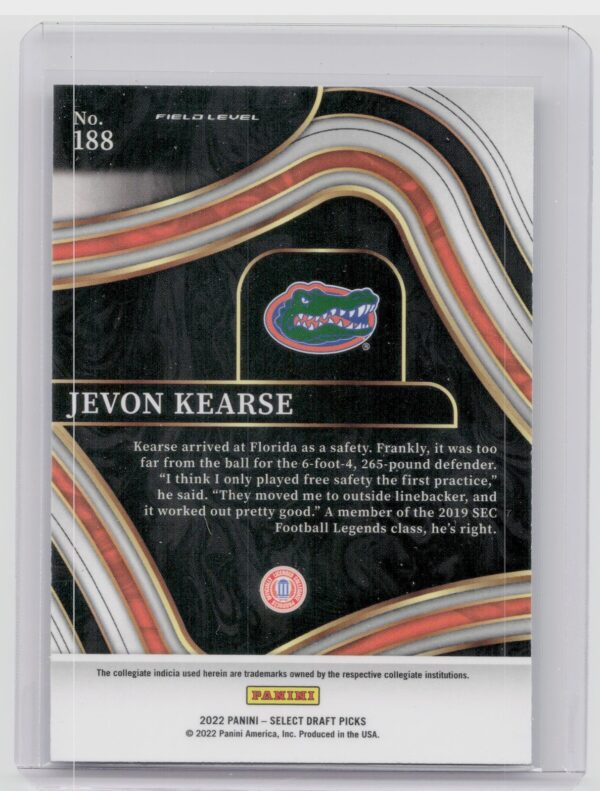 No.
188
FIELD LEVEL
®
JEVON KEARSE
Kearse arrived at Florida as a safety. Frankly, it was too
far from the ball for the 6-foot-4, 265-pound defender.
“I think I only played free safety the first practice,”
he said. “They moved me to outside linebacker, and
it worked out pretty good.” A member of the 2019 SEC
Football Legends class, he’s right.
The collegiate indicia used herein are trademarks owned by the respective collegiate institutions.
PANINI
2022 PANINI – SELECT DRAFT PICKS
© 2022 Panini America, Inc. Produced in the USA.